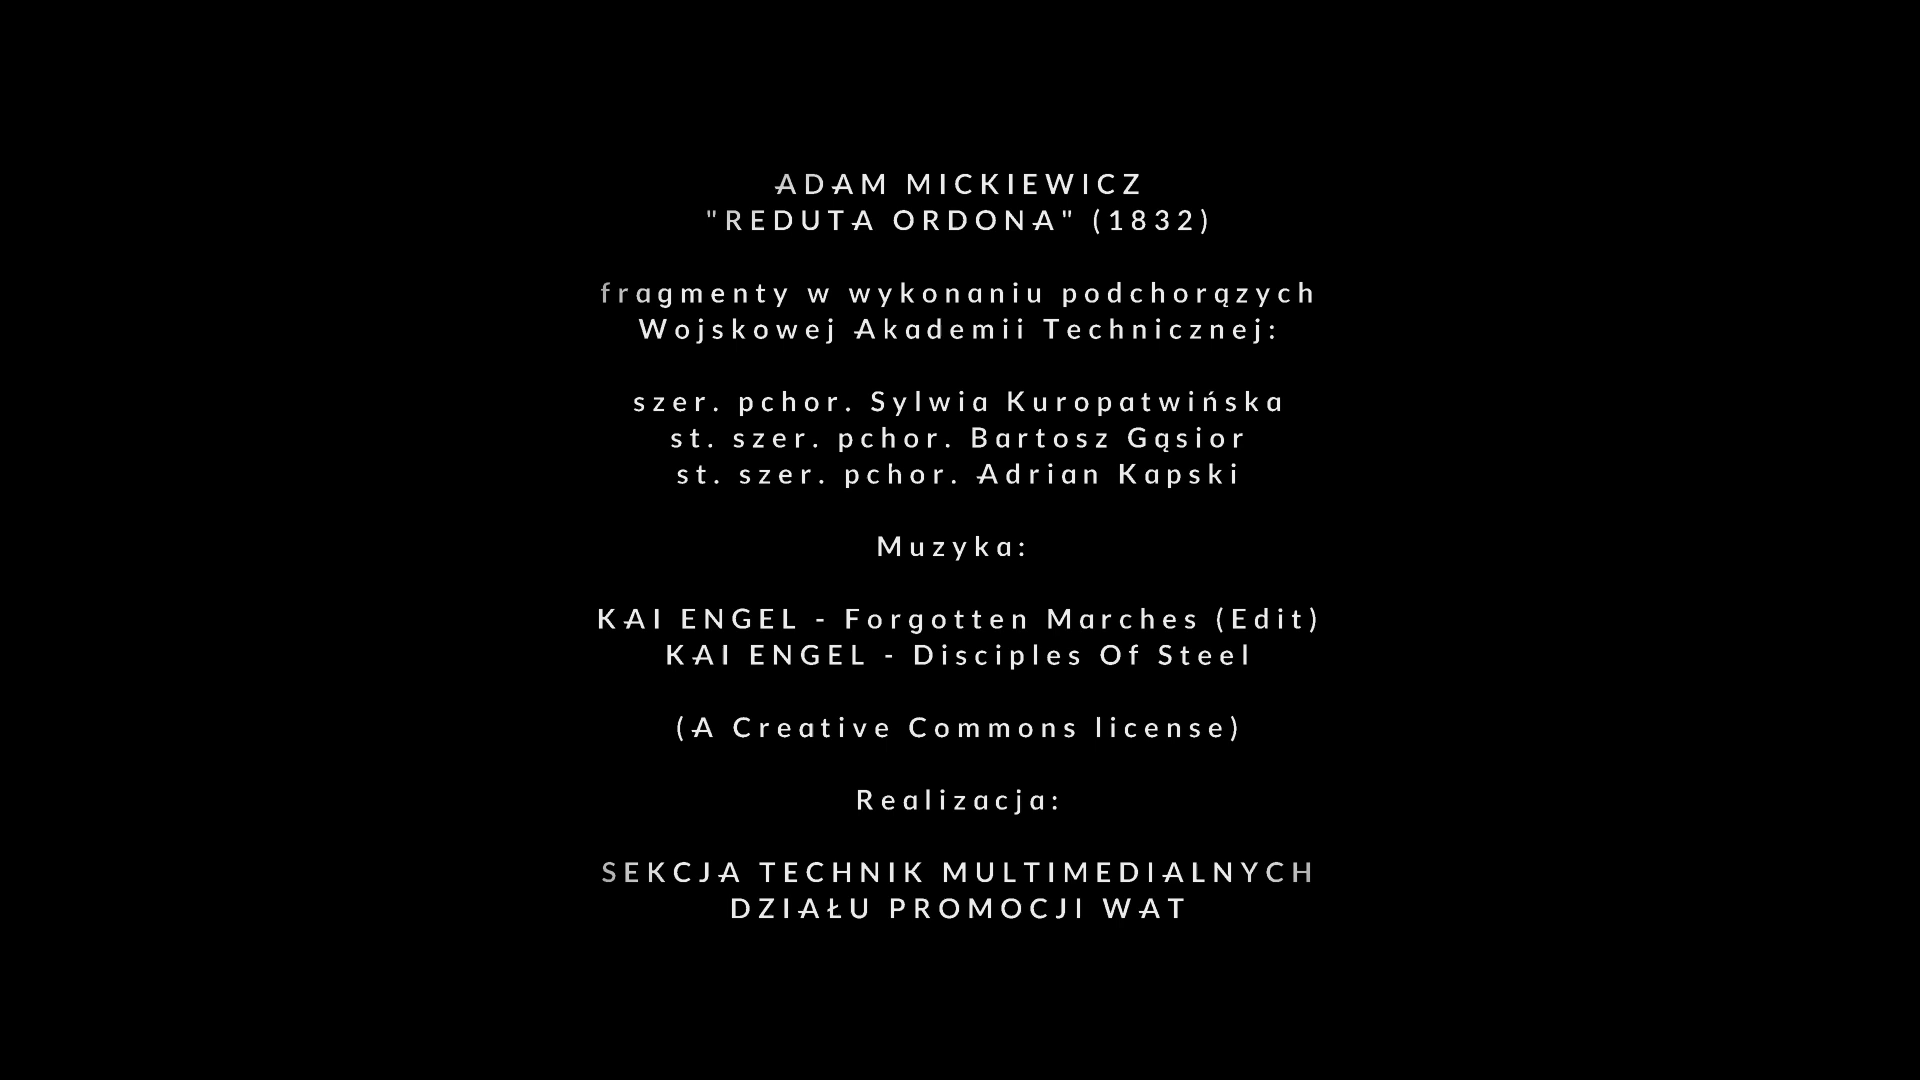 ADAM MICKIEWICZ
"REDUTA ORDONA" (1832)
fragmenty w wykonaniu podchorązych
Wojskowej Akademii Technicznej:
szer. pchor. Sylwia Kuropatwińska
st. szer. pchor. Bartosz Gąsior
st. szer. pchor. Adrian Kapski
Muzyka:
KAI ENGEL - Forgotten Marches (Edit)
KAI ENGEL - Disciples Of Steel
(A Creative Commons license)
Realizacja:
SEKCJA TECHNIK MULTIMEDIALNYCH
DZIAŁU PROMOCJI WAT